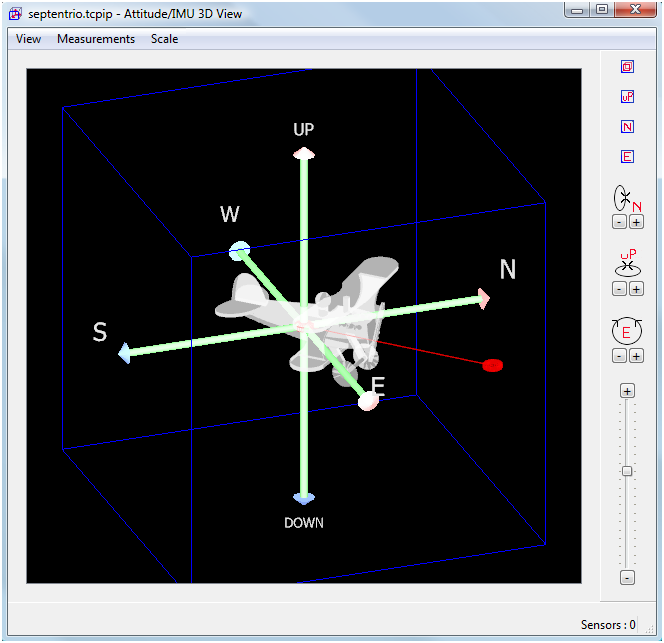 septentrio.tcpip - Attitude/IMU 3D View
View Measurements Scale
UP
W
N
S
E
DOWN
uP
N
E
N
- +
uP
- +
E
- +
+
-
Sensors : 0